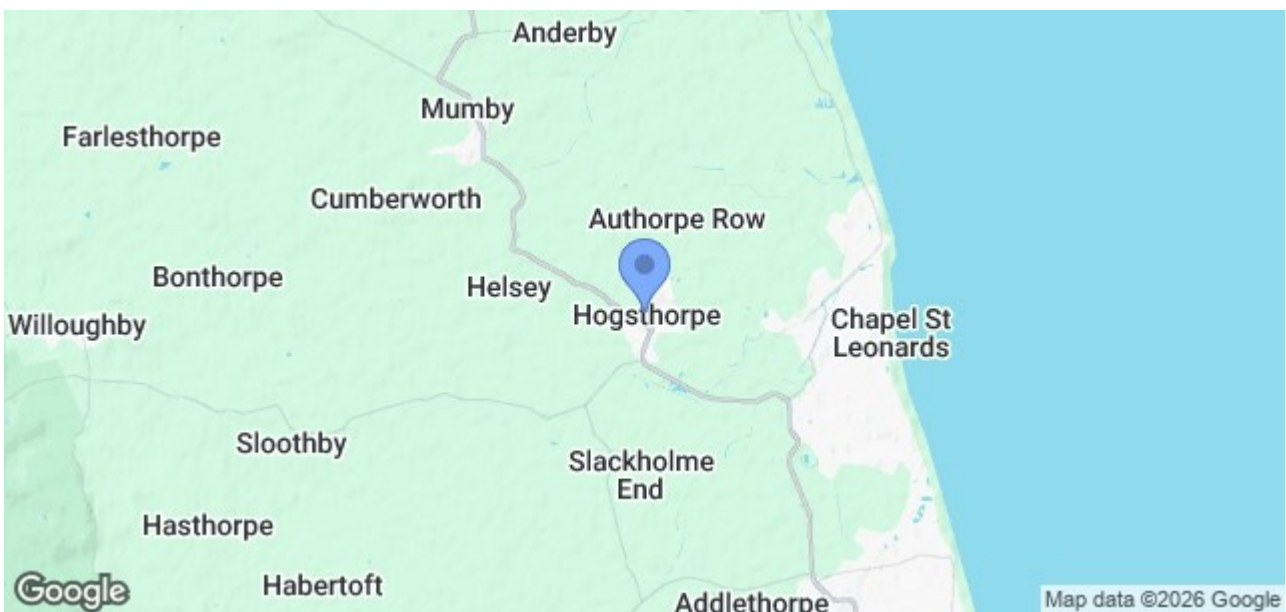 Anderby
Mumby
Farlesthorpe
Cumberworth
Authorpe Row
Bonthorpe
Helsey
Hogsthorpe
Willoughby
Chapel St
Leonards
Sloothby
Slackholme
End
Hasthorpe
Habertoft
Addlethorpe
Google
Map data ©2026 Google